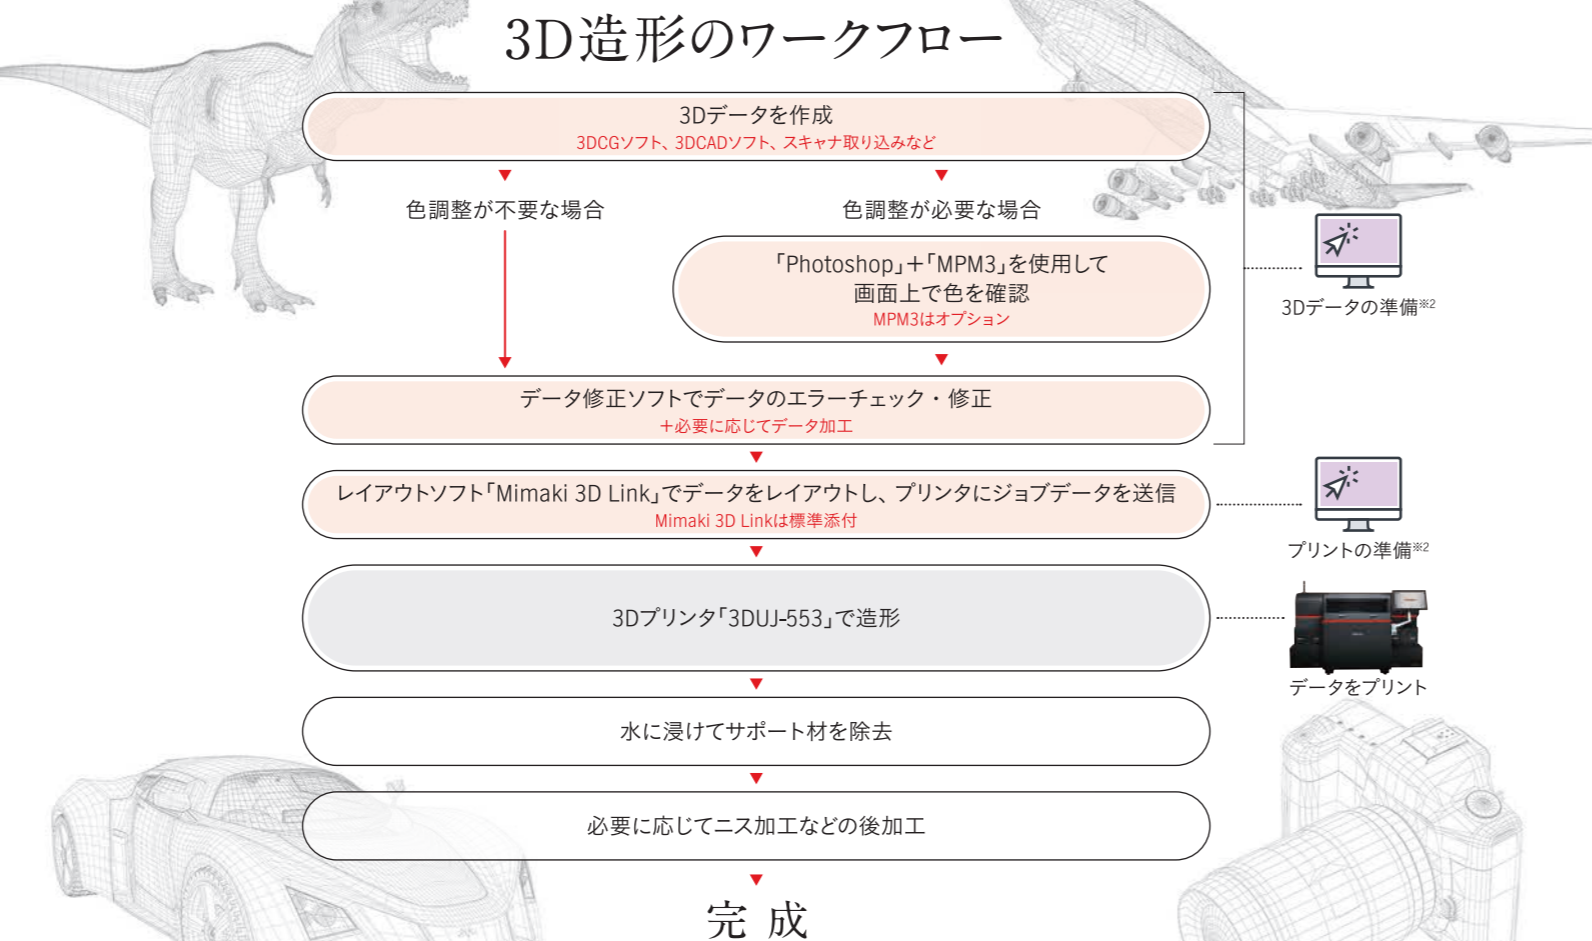 3D造形のワークフロー
3Dデータを作成
3DCGソフト、3DCADソフト、スキャナ取り込みなど
色調整が不要な場合
色調整が必要な場合
「Photoshop」＋「MPM3」を使用して
画面上で色を確認
MPM3はオプション
3Dデータの準備※2
データ修正ソフトでデータのエラーチェック・修正
＋必要に応じてデータ加工
レイアウトソフト「Mimaki 3D Link」でデータをレイアウトし、プリンタにジョブデータを送信
Mimaki 3D Linkは標準添付
プリントの準備※2
3Dプリンタ「3DUJ-553」で造形
データをプリント
水に浸けてサポート材を除去
必要に応じてニス加工などの後加工
完成